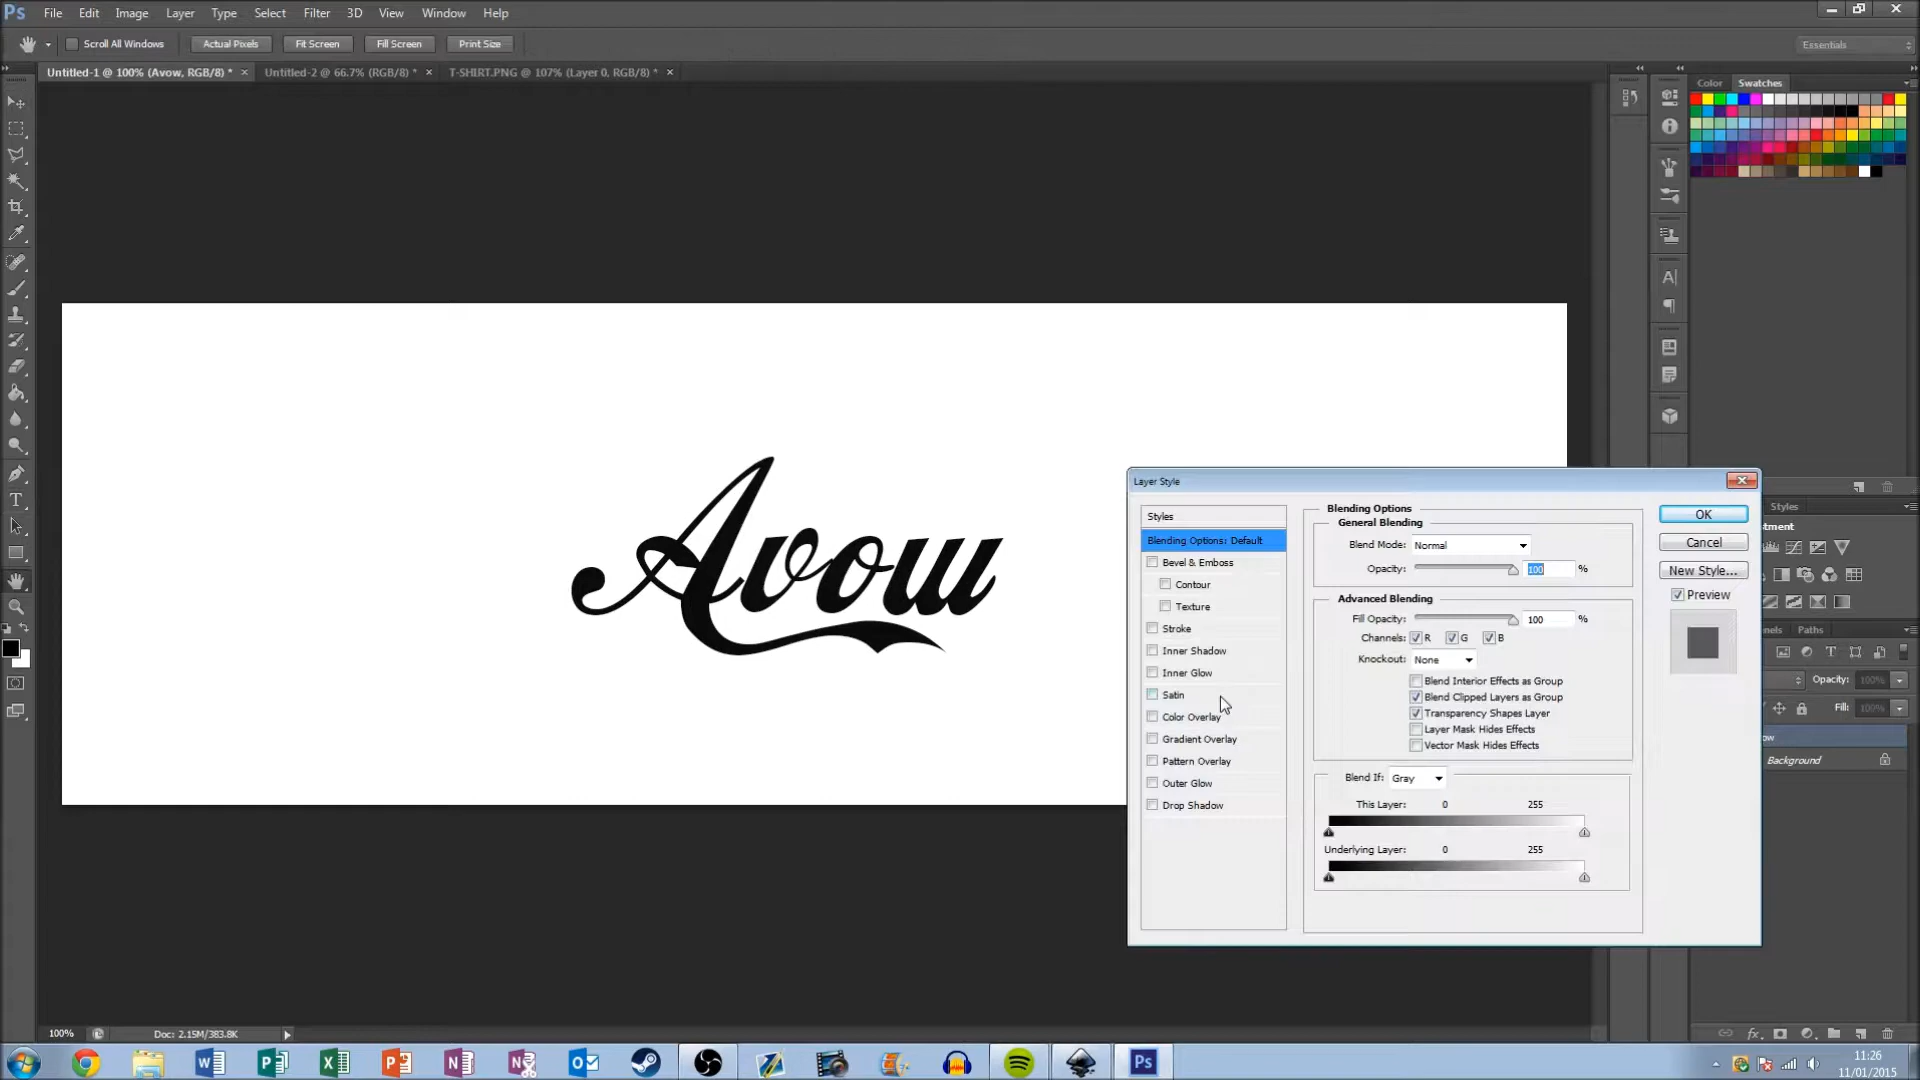 Ps File Edit Image Layer Type Select Filter 3D View Window Help
Scroll All Windows Actual Pixels Fit Screen Fill Screen Print Size Essentials
Untitled-1 @ 100% (Avow, RGB/8) * × Untitled-2 @ 66.7% (RGB/8) * × T-SHIRT.PNG @ 107% (Layer 0, RGB/8) * ×
Color Swatches
Avow
Layer Style
Styles
Blending Options: Default
Bevel & Emboss
Contour
Texture
Stroke
Inner Shadow
Inner Glow
Satin
Color Overlay
Gradient Overlay
Pattern Overlay
Outer Glow
Drop Shadow
Blending Options
General Blending
Blend Mode: Normal
Opacity: 100 %
Advanced Blending
Fill Opacity: 100 %
Channels: R G B
Knockout: None
Blend Interior Effects as Group
Blend Clipped Layers as Group
Transparency Shapes Layer
Layer Mask Hides Effects
Vector Mask Hides Effects
Blend If: Gray
This Layer: 0 255
Underlying Layer: 0 255
OK
Cancel
New Style...
Preview
Styles
tment
nels Paths
Opacity: 100%
Fill: 100%
ow
Background
100% Doc: 2.15M/383.8K
11:26
11/01/2015